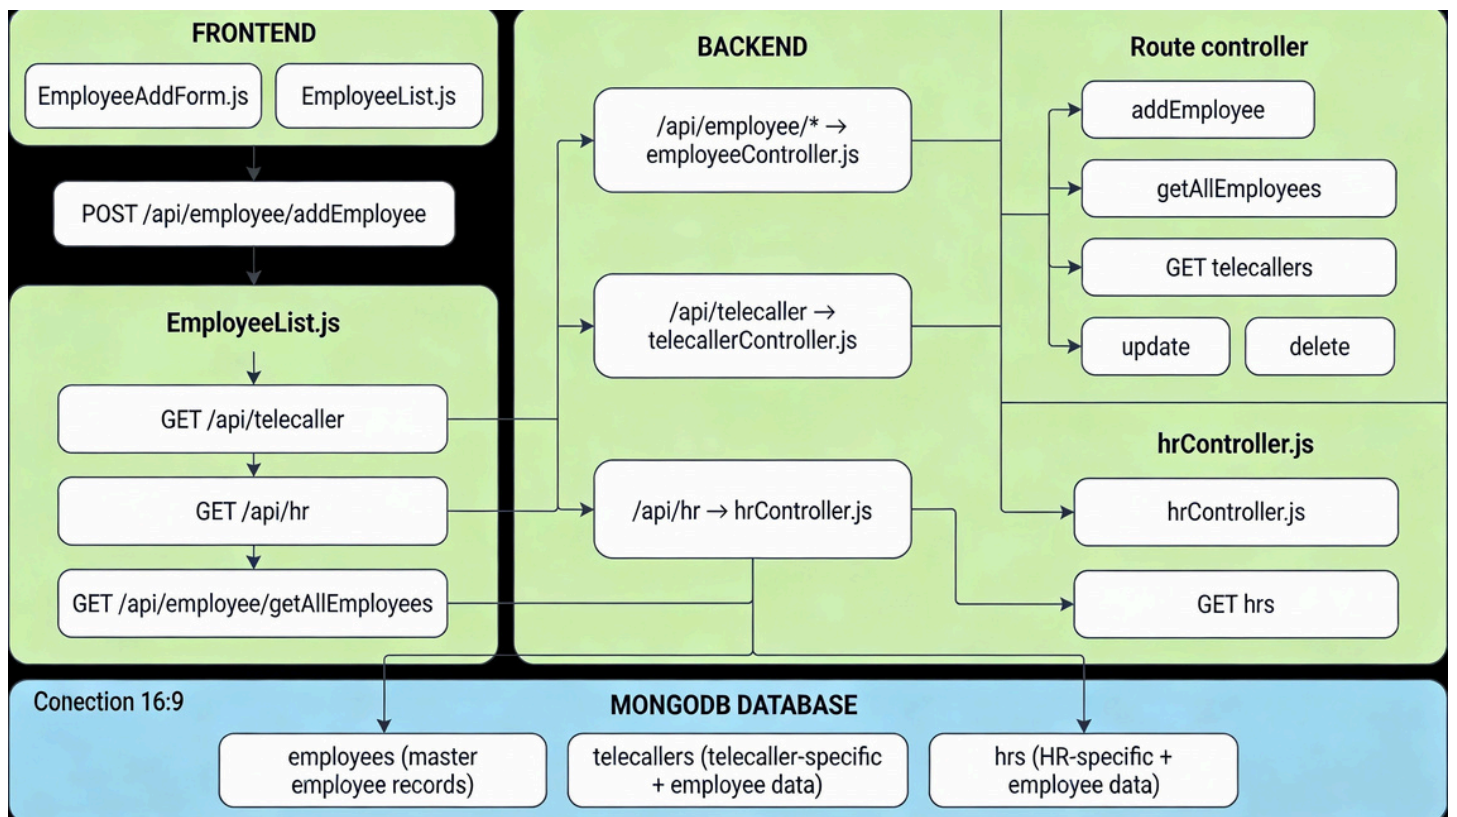 FRONTEND
EmployeeAddForm.js
EmployeeList.js
POST /api/employee/addEmployee
EmployeeList.js
GET /api/telecaller
GET /api/hr
GET /api/employee/getAllEmployees
BACKEND
/api/employee/* →
employeeController.js
/api/telecaller →
telecallerController.js
/api/hr → hrController.js
Route controller
addEmployee
getAllEmployees
GET telecallers
update
delete
hrController.js
hrController.js
GET hrs
Conection 16:9
MONGODB DATABASE
employees (master
employee records)
telecallers (telecaller-specific
+ employee data)
hrs (HR-specific +
employee data)